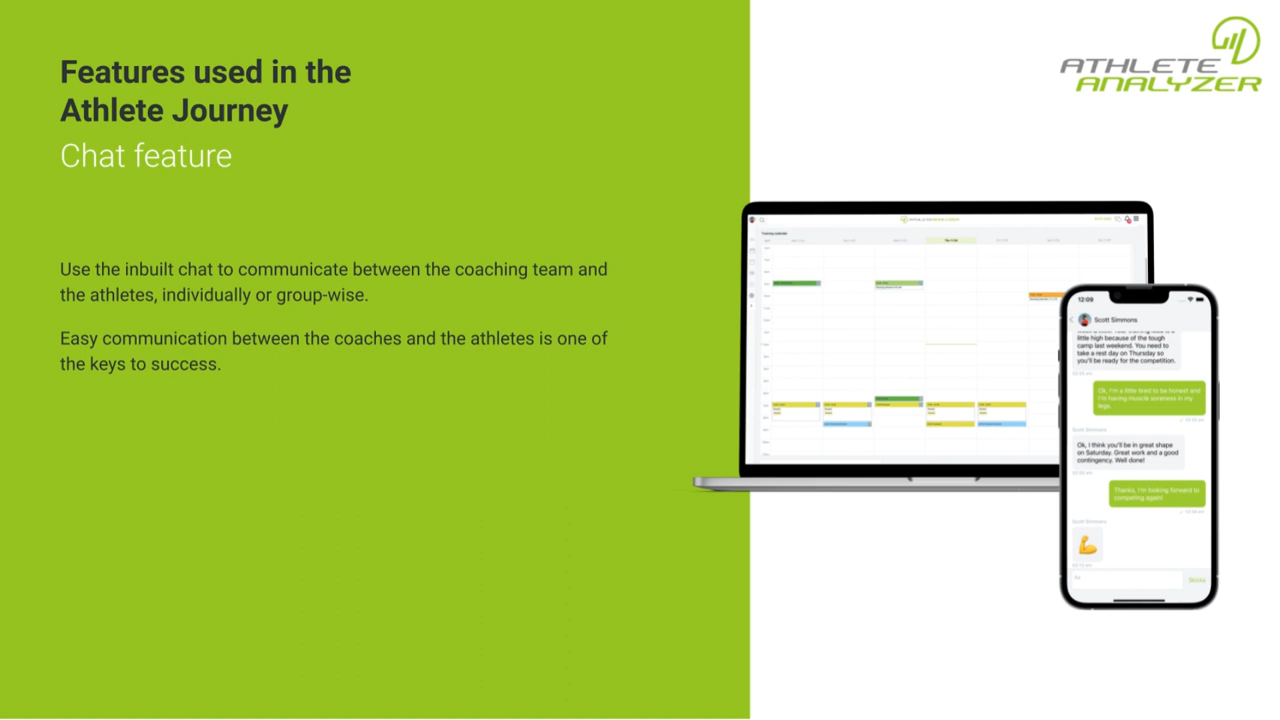 Features used in the
Athlete Journey
Chat feature
Use the inbuilt chat to communicate between the coaching team and
the athletes, individually or group-wise.
Easy communication between the coaches and the athletes is one of
the keys to success.
ATHLETE
ANALYZER
Training calendar
12:09
Scott Simmons
little high because of the tough
camp last weekend. You need to
take a rest day on Thursday so
you'll be ready for the competition.
Ok, I'm a little tired to be honest and
I'm having muscle soreness in my
legs.
Scott Simmons
Ok, I think you'll be in great shape
on Saturday. Great work and a good
contingency. Well done!
Thanks, I'm looking forward to
competing again!
Scott Simmons
Aa